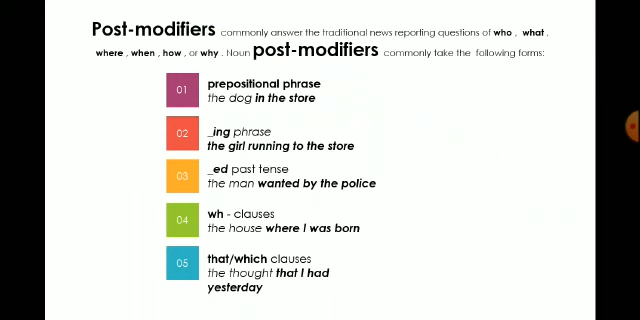 Post-modifiers commonly answer the traditional news reporting questions of who , what ,
where , when , how , or why . Noun post-modifiers commonly take the following forms:
01
prepositional phrase
the dog in the store
02
_ing phrase
the girl running to the store
03
_ed past tense
the man wanted by the police
04
wh - clauses
the house where I was born
05
that/which clauses
the thought that I had
yesterday